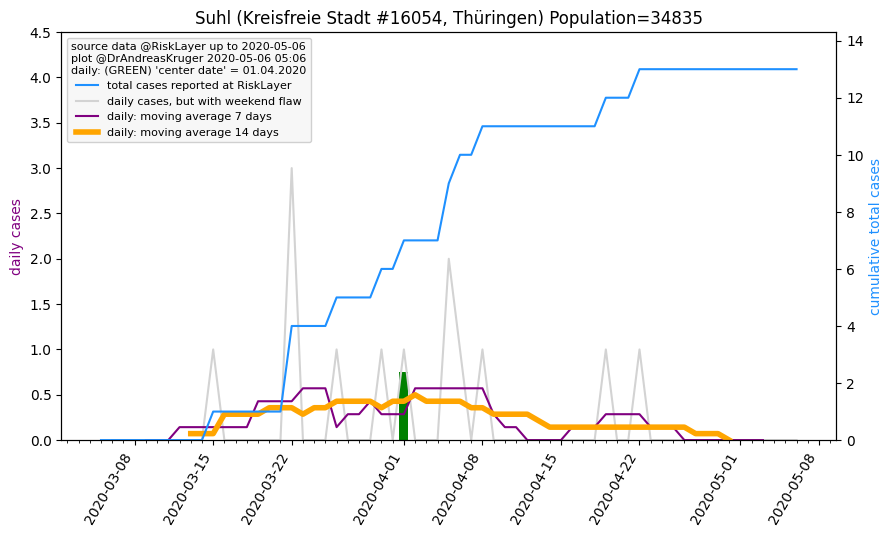 Suhl (Kreisfreie Stadt #16054, Thüringen) Population=34835
source data @RiskLayer up to 2020-05-06
plot @DrAndreasKruger 2020-05-06 05:06
daily: (GREEN) 'center date' = 01.04.2020
total cases reported at RiskLayer
daily cases, but with weekend flaw
daily: moving average 7 days
daily: moving average 14 days
daily cases
4.5
4.0
3.5
3.0
2.5
2.0
1.5
1.0
0.5
0.0
cumulative total cases
14
12
10
8
6
4
2
0
2020-03-08
2020-03-15
2020-03-22
2020-04-01
2020-04-08
2020-04-15
2020-04-22
2020-05-01
2020-05-08